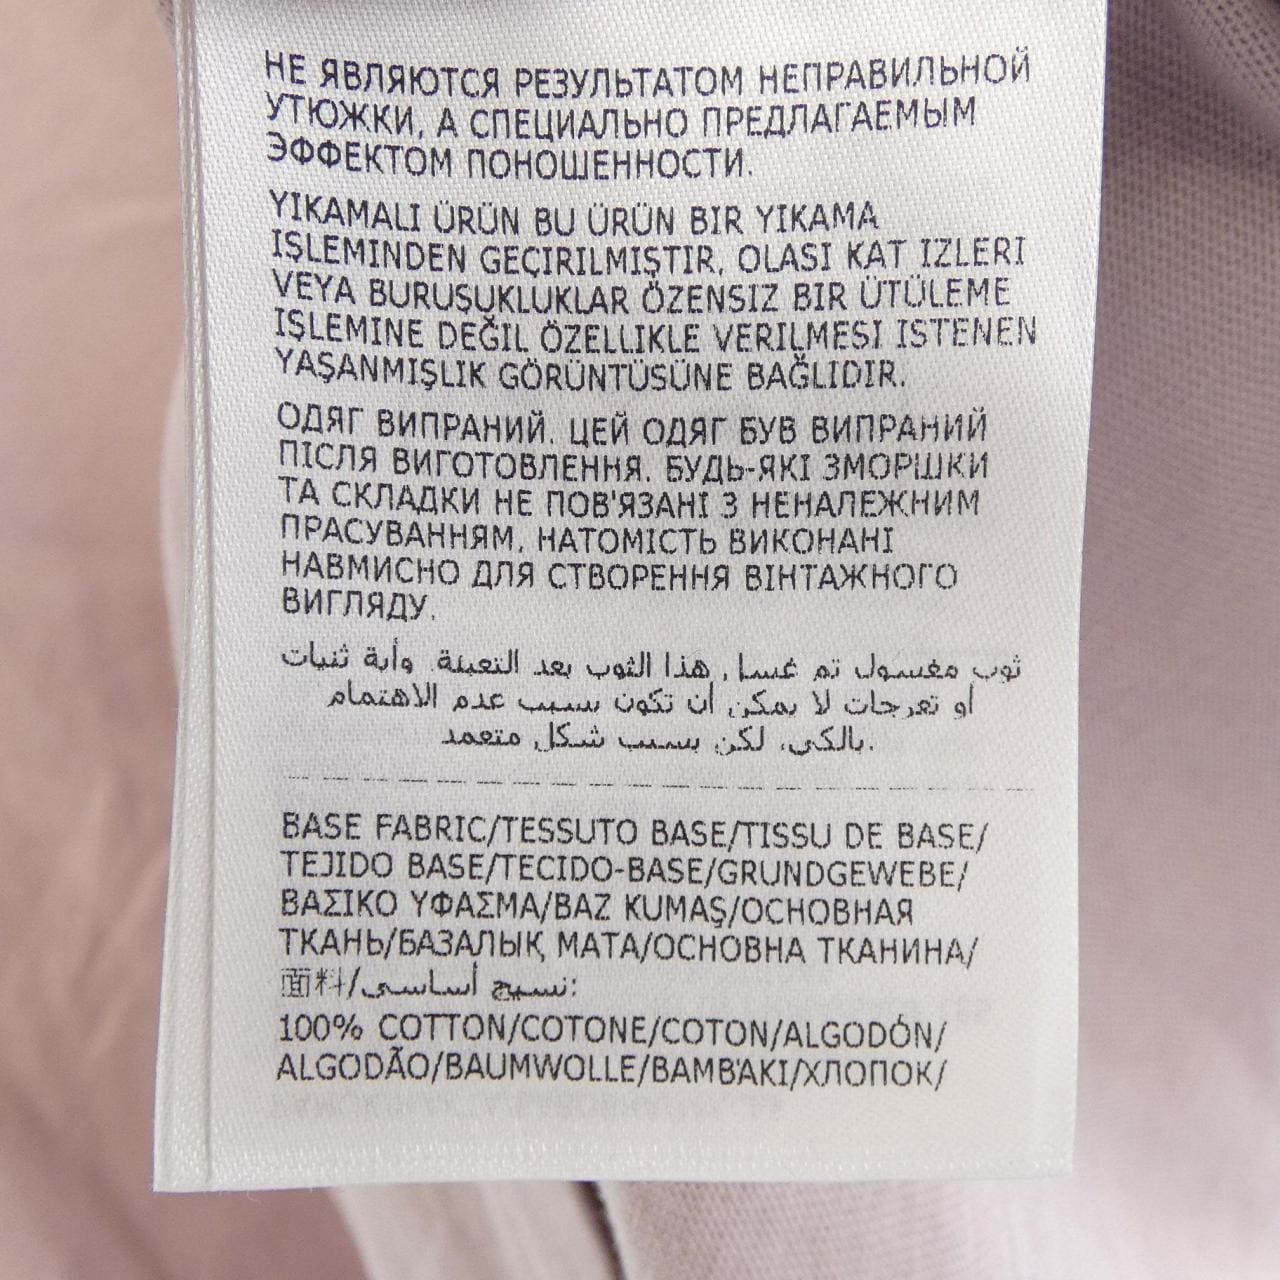 НЕ ЯВЛЯЮТСЯ РЕЗУЛЬТАТОМ НЕПРАВИЛЬНОЙ
УТЮЖКИ, А СПЕЦИАЛЬНО ПРЕДЛАГАЕМЫМ
ЭФФЕКТОМ ПОНОШЕННОСТИ.
YIKAMALI ÜRÜN BU ÜRÜN BIR YIKAMA
IŞLEMINDEN GEÇIRILMIŞTIR, OLASI KAT IZLERI
VEYA BURUŞUKLUKLAR ÖZENSIZ BIR ÜTÜLEME
IŞLEMINE DEĞIL ÖZELLIKLE VERILMESI ISTENEN
YAŞANMIŞLIK GÖRÜNTÜSÜNE BAĞLIDIR.
ОДЯГ ВИПРАНИЙ. ЦЕЙ ОДЯГ БУВ ВИПРАНИЙ
ПІСЛЯ ВИГОТОВЛЕННЯ. БУДЬ-ЯКІ ЗМОРШКИ
ТА СКЛАДКИ НЕ ПОВ'ЯЗАНІ З НЕНАЛЕЖНИМ
ПРАСУВАННЯМ, НАТОМІСТЬ ВИКОНАНІ
НАВМИСНО ДЛЯ СТВОРЕННЯ ВІНТАЖНОГО
ВИГЛЯДУ.
ثوب مغسول تم غسل هذا الثوب بعد التعبئة. وأية ثنيات
أو تعرجات لا يمكن أن تكون بسبب عدم الاهتمام
بالكي، لكن بسبب شكل متعمد.
BASE FABRIC/TESSUTO BASE/TISSU DE BASE/
TEJIDO BASE/TECIDO-BASE/GRUNDGEWEBE/
ΒΑΣΙΚΟ ΥΦΑΣΜΑ/BAZ KUMAŞ/ОСНОВНАЯ
ТКАНЬ/БАЗАЛЫҚ МАТА/ОСНОВНА ТКАНИНА/
面料/نسيج أساسي:
100% COTTON/COTONE/COTON/ALGODÓN/
ALGODÃO/BAUMWOLLE/ΒΑΜΒ'ΑΚΙ/ХЛОПОК/